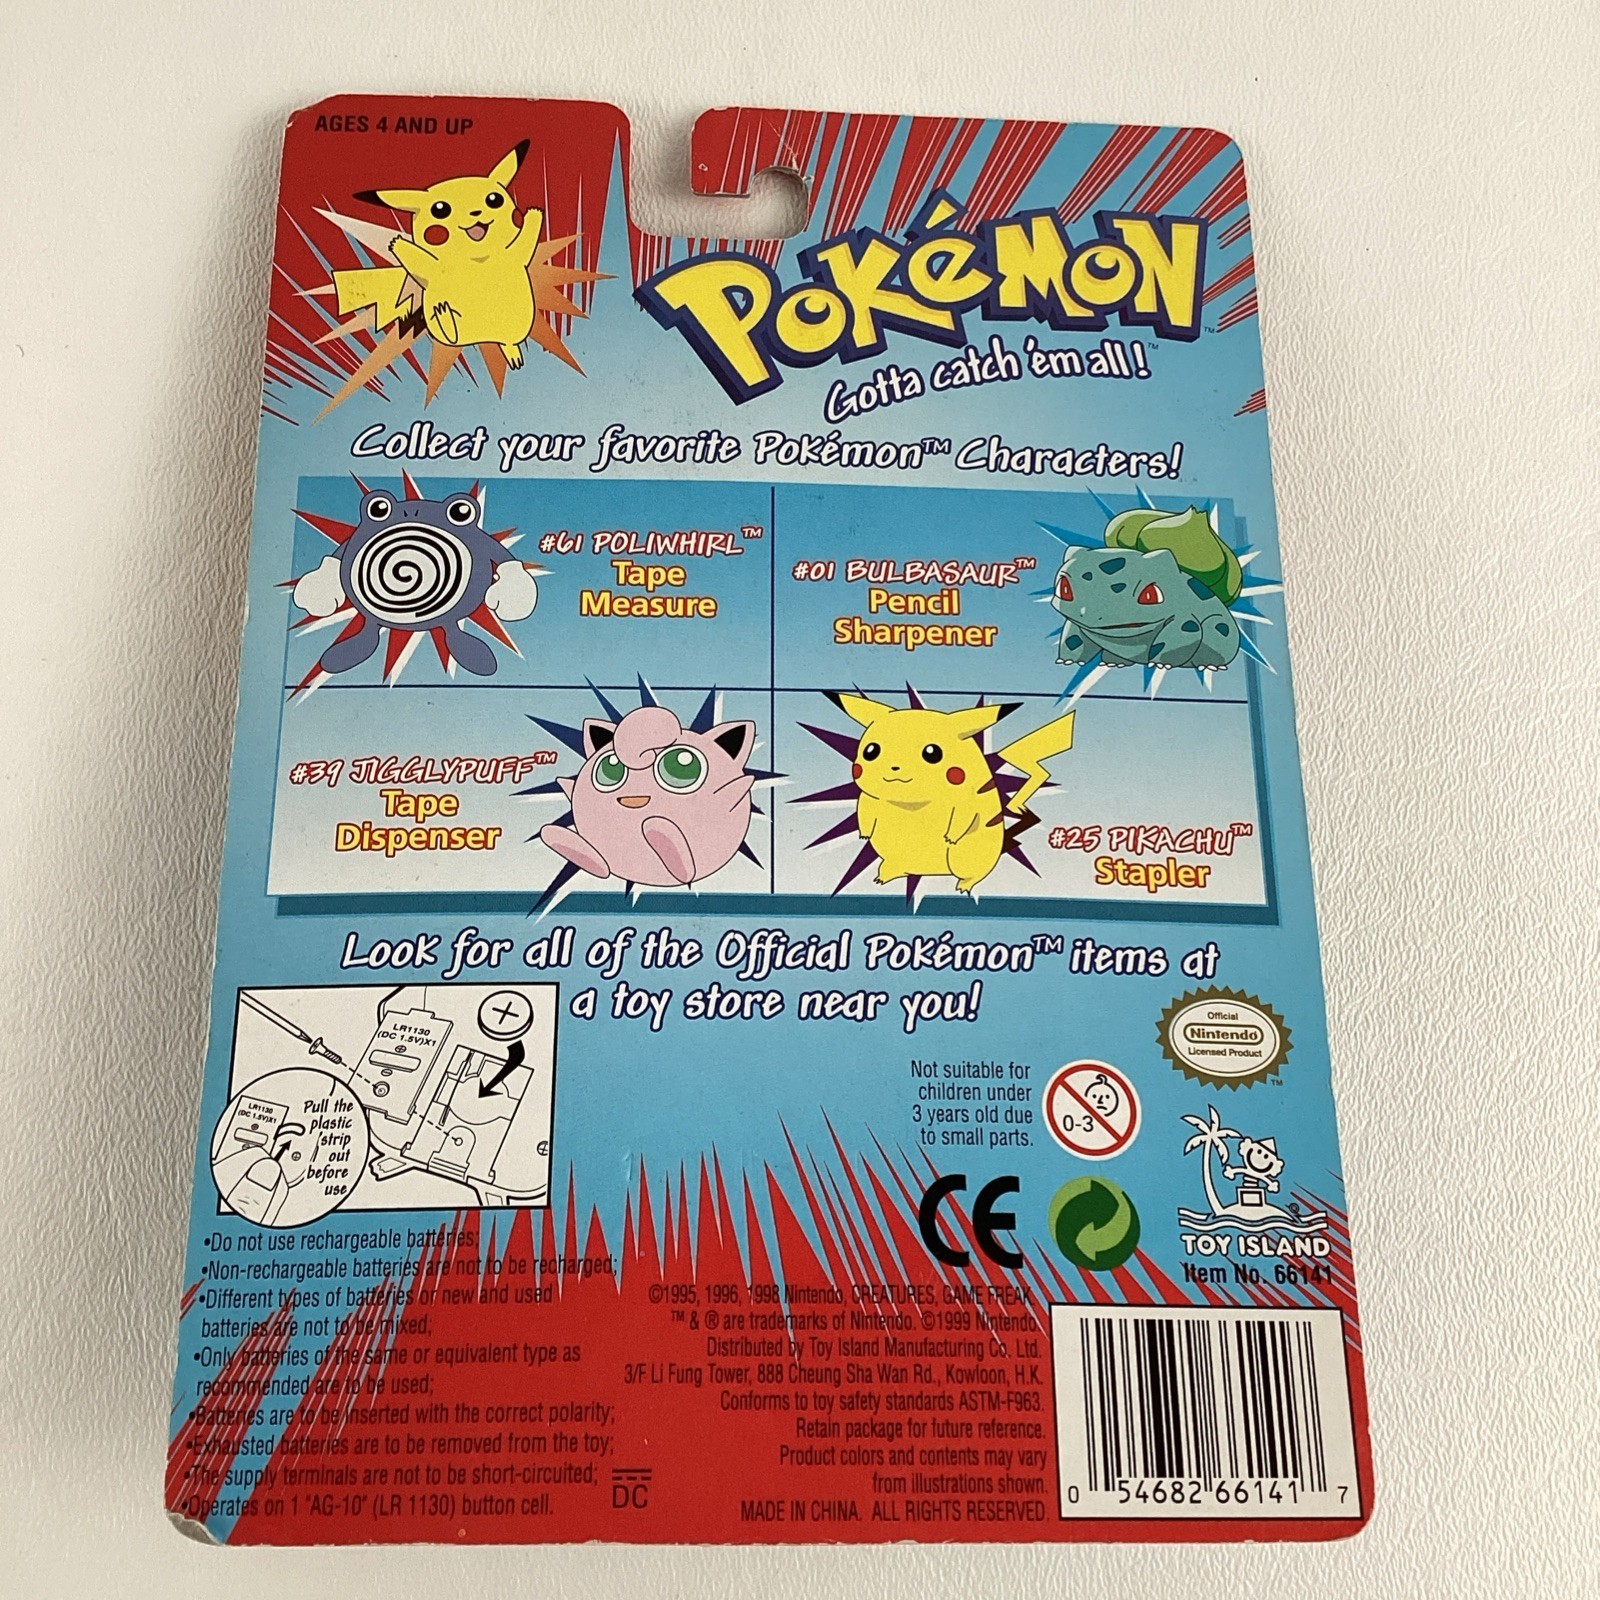 AGES 4 AND UP
POKéMON™
Gotta catch 'em all!™
Collect your favorite Pokémon™ Characters!
#61 POLIWHIRL™
Tape
Measure
#01 BULBASAUR™
Pencil
Sharpener
#39 JIGGLYPUFF™
Tape
Dispenser
#25 PIKACHU™
Stapler
Look for all of the Official Pokémon™ items at
a toy store near you!
LR1130
(DC 1.5V)X1
LR1130
(DC 1.5V)X1
Pull the
plastic
strip
out
before
use
Official
Nintendo
Licensed Product
™
Not suitable for
children under
3 years old due
to small parts.
0-3
CE
TOY ISLAND
Item No. 66141
•Do not use rechargeable batteries;
•Non-rechargeable batteries are not to be recharged;
•Different types of batteries or new and used
batteries are not to be mixed;
•Only batteries of the same or equivalent type as
recommended are to be used;
•Batteries are to be inserted with the correct polarity;
•Exhausted batteries are to be removed from the toy;
•The supply terminals are not to be short-circuited;
•Operates on 1 "AG-10" (LR 1130) button cell.
DC
©1995, 1996, 1998 Nintendo, CREATURES, GAME FREAK.
™ & ® are trademarks of Nintendo. ©1999 Nintendo.
Distributed by Toy Island Manufacturing Co. Ltd.
3/F Li Fung Tower, 888 Cheung Sha Wan Rd., Kowloon, H.K.
Conforms to toy safety standards ASTM-F963.
Retain package for future reference.
Product colors and contents may vary
from illustrations shown.
MADE IN CHINA. ALL RIGHTS RESERVED.
0 54682 66141 7